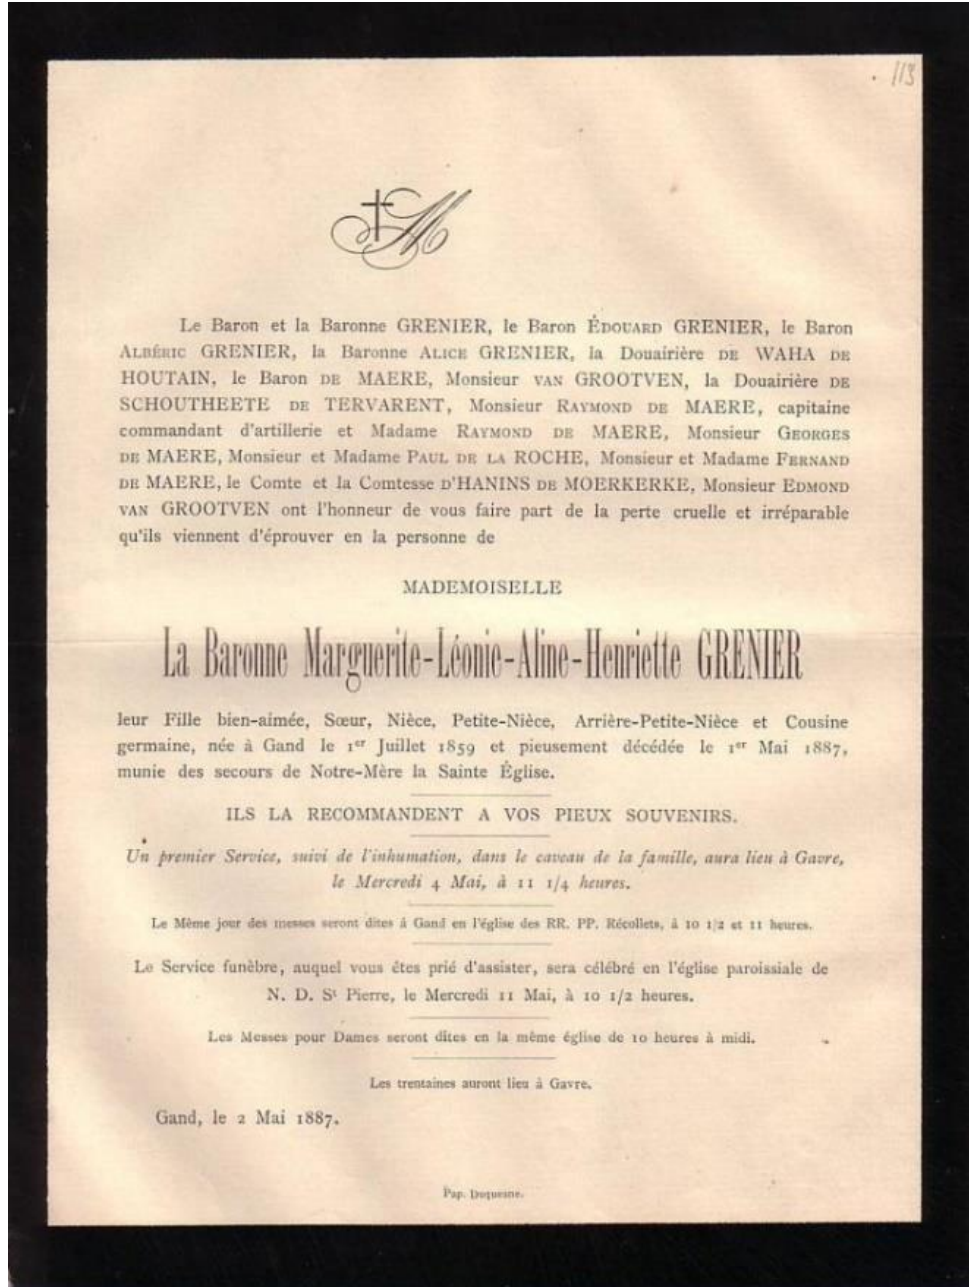 113
M
Le Baron et la Baronne GRENIER, le Baron ÉDOUARD GRENIER, le Baron
ALBÉRIC GRENIER, la Baronne ALICE GRENIER, la Douairière DE WAHA DE
HOUTAIN, le Baron DE MAERE, Monsieur VAN GROOTVEN, la Douairière DE
SCHOUTHEETE DE TERVARENT, Monsieur RAYMOND DE MAERE, capitaine
commandant d'artillerie et Madame RAYMOND DE MAERE, Monsieur GEORGES
DE MAERE, Monsieur et Madame PAUL DE LA ROCHE, Monsieur et Madame FERNAND
DE MAERE, le Comte et la Comtesse D'HANINS DE MOERKERKE, Monsieur EDMOND
VAN GROOTVEN ont l'honneur de vous faire part de la perte cruelle et irréparable
qu'ils viennent d'éprouver en la personne de
MADEMOISELLE
La Baronne Marguerite-Léonie-Aline-Henriette GRENIER
leur Fille bien-aimée, Sœur, Nièce, Petite-Nièce, Arrière-Petite-Nièce et Cousine
germaine, née à Gand le 1er Juillet 1859 et pieusement décédée le 1er Mai 1887,
munie des secours de Notre-Mère la Sainte Église.
ILS LA RECOMMANDENT A VOS PIEUX SOUVENIRS.
Un premier Service, suivi de l'inhumation, dans le caveau de la famille, aura lieu à Gavre,
le Mercredi 4 Mai, à 11 1/4 heures.
Le Même jour des messes seront dites á Gand en l'église des RR. PP. Récollets, à 10 1/2 et 11 heures.
Le Service funèbre, auquel vous êtes prié d'assister, sera célébré en l'église paroissiale de
N. D. St Pierre, le Mercredi 11 Mai, à 10 1/2 heures.
Les Messes pour Dames seront dites en la même église de 10 heures à midi.
Les trentaines auront lieu à Gavre.
Gand, le 2 Mai 1887.
Pap. Duquesne.